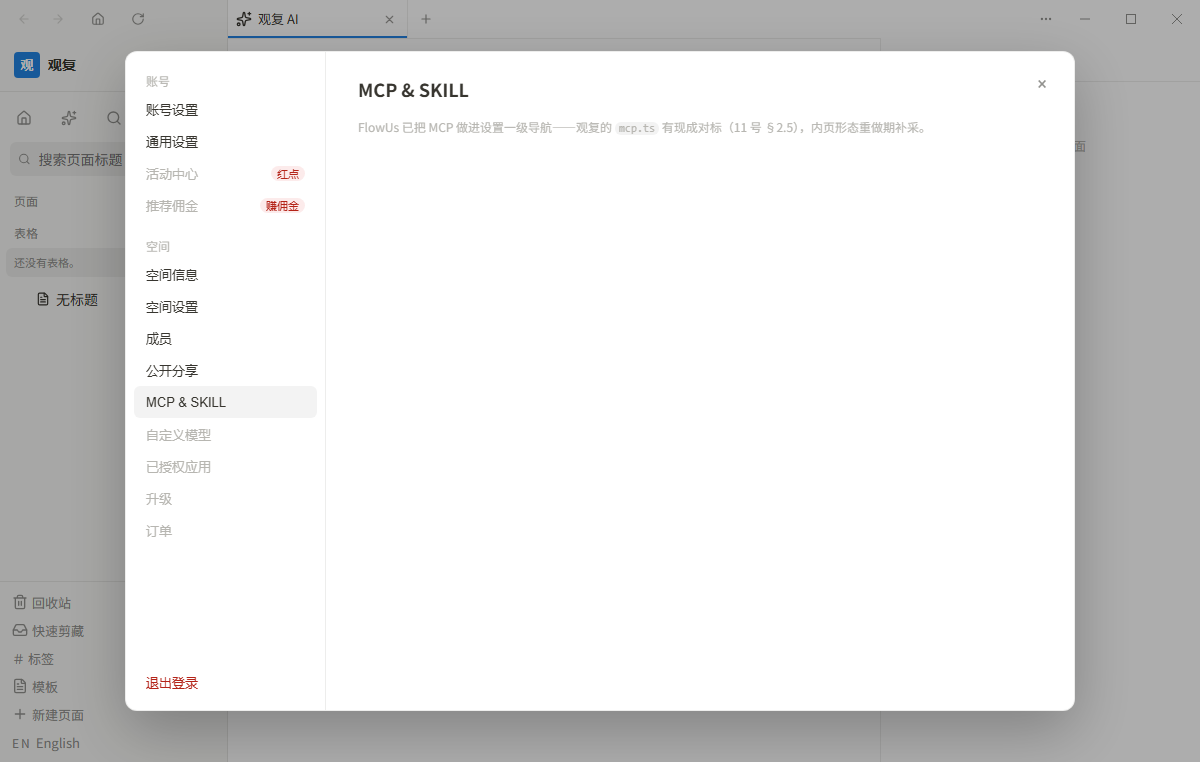 观复 AI
观 观复
搜索页面标题
页面
表格
还没有表格。
无标题
回收站
快速剪藏
# 标签
模板
新建页面
EN English
账号
账号设置
通用设置
活动中心 红点
推荐佣金 赚佣金
空间
空间信息
空间设置
成员
公开分享
MCP & SKILL
自定义模型
已授权应用
升级
订单
退出登录
MCP & SKILL
FlowUs 已把 MCP 做进设置一级导航——观复的 mcp.ts 有现成对标（11 号 §2.5），内页形态重做期补采。
面